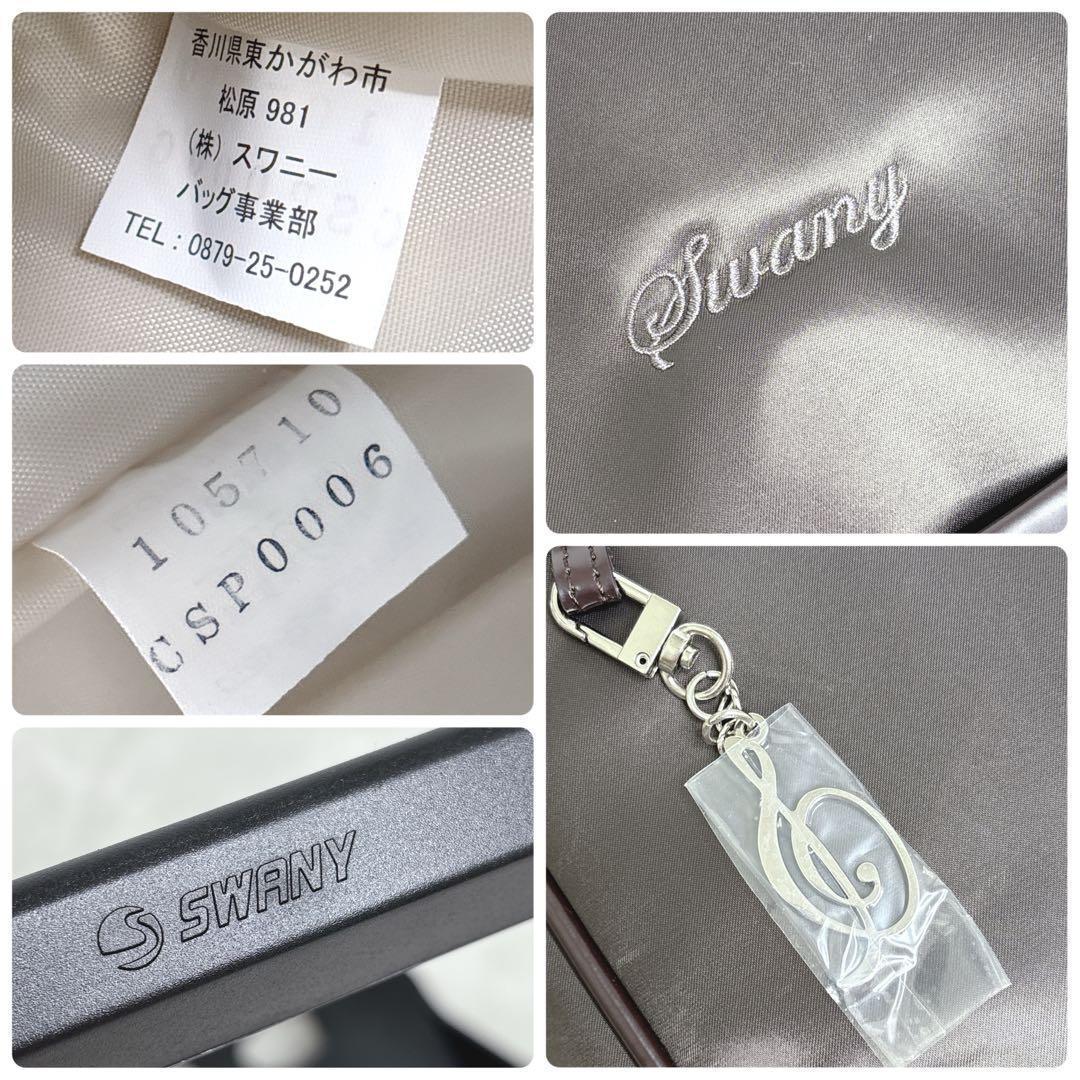 香川県東かがわ市
松原 981
(株) スワニー
バッグ事業部
TEL : 0879-25-0252
Swany
105710
CSP0006
SWANY